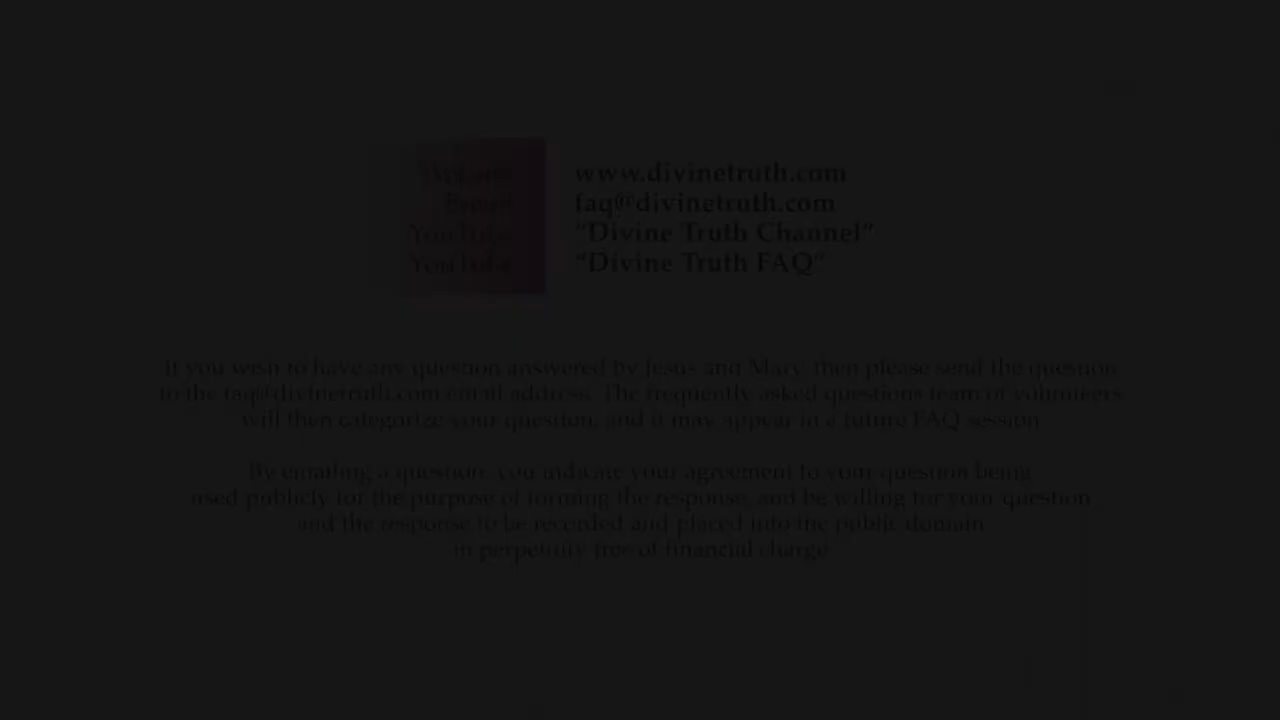 Website www.divinetruth.com
Email faq@divinetruth.com
YouTube "Divine Truth Channel"
YouTube "Divine Truth FAQ"
If you wish to have any question answered by Jesus and Mary, then please send the question
to the faq@divinetruth.com email address. The frequently asked questions team of volunteers
will then categorize your question, and it may appear in a future FAQ session.
By emailing a question, you indicate your agreement to your question being
used publicly for the purpose of forming the response, and be willing for your question
and the response to be recorded and placed into the public domain
in perpetuity free of financial charge.